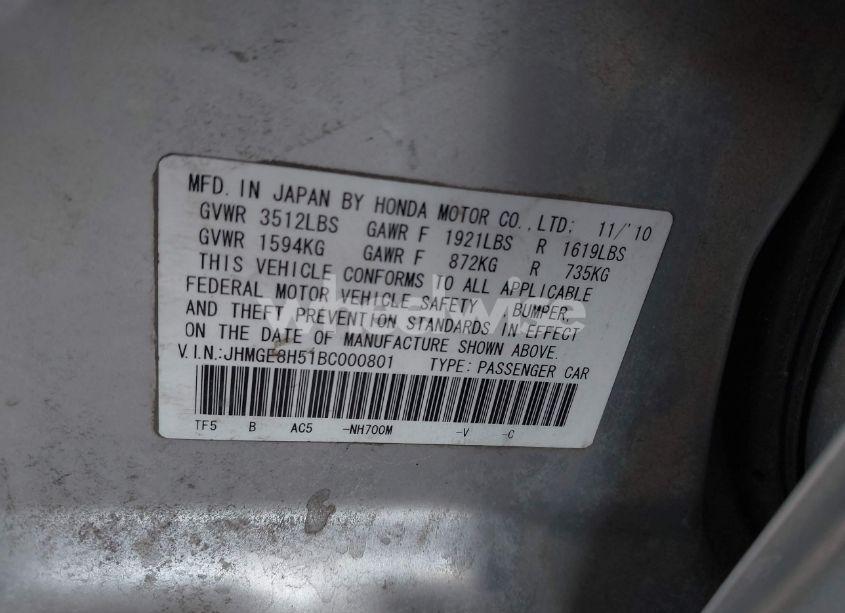 MFD. IN JAPAN BY HONDA MOTOR CO., LTD; 11/'10
GVWR 3512LBS GAWR F 1921LBS R 1619LBS
GVWR 1594KG GAWR F 872KG R 735KG
THIS VEHICLE CONFORMS TO ALL APPLICABLE
FEDERAL MOTOR VEHICLE SAFETY, BUMPER,
AND THEFT PREVENTION STANDARDS IN EFFECT
ON THE DATE OF MANUFACTURE SHOWN ABOVE.
V.I.N.:JHMGE8H51BC000801 TYPE: PASSENGER CAR
TF5 B AC5 -NH700M -V -C
wheelwise